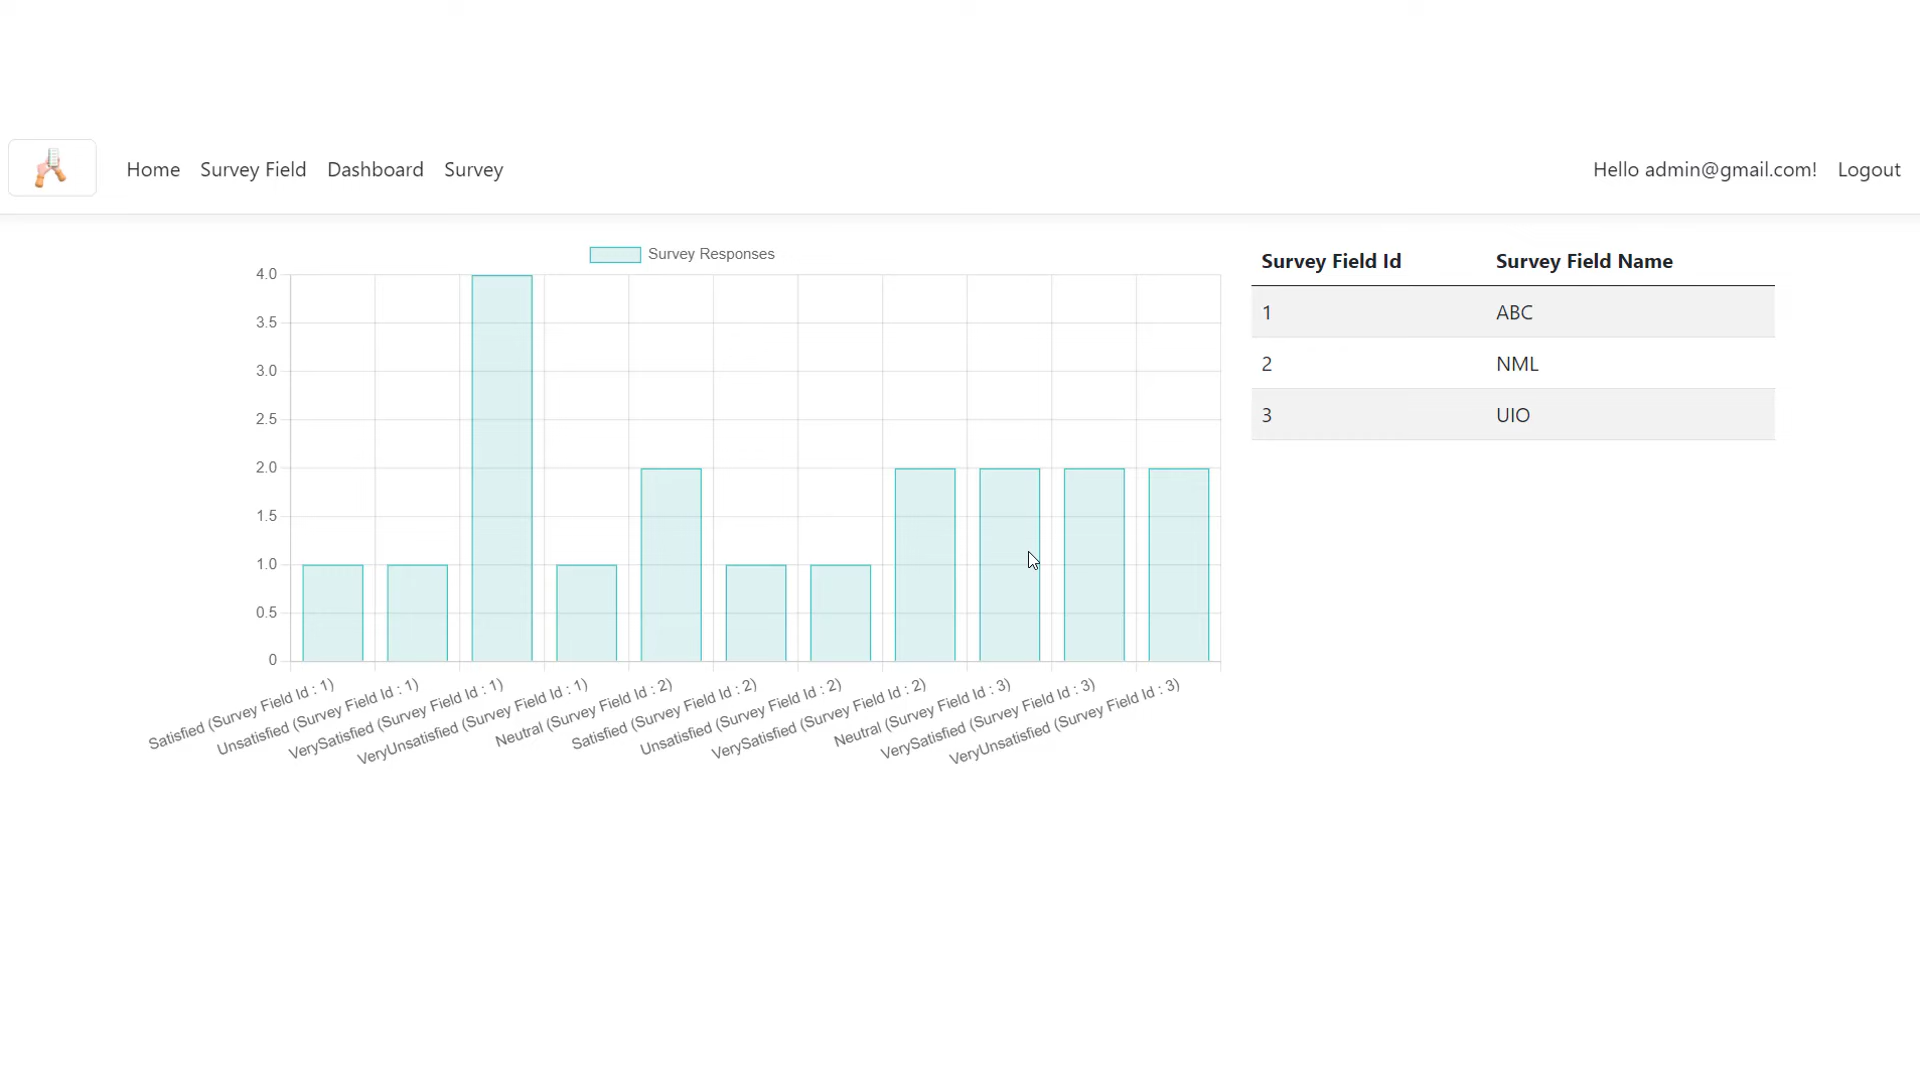 Home Survey Field Dashboard Survey Hello admin@gmail.com! Logout
Survey Responses
4.0
3.5
3.0
2.5
2.0
1.5
1.0
0.5
0
Satisfied (Survey Field Id : 1)
Unsatisfied (Survey Field Id : 1)
VerySatisfied (Survey Field Id : 1)
VeryUnsatisfied (Survey Field Id : 1)
Neutral (Survey Field Id : 2)
Satisfied (Survey Field Id : 2)
Unsatisfied (Survey Field Id : 2)
VerySatisfied (Survey Field Id : 2)
Neutral (Survey Field Id : 3)
VerySatisfied (Survey Field Id : 3)
VeryUnsatisfied (Survey Field Id : 3)
Survey Field Id Survey Field Name
1 ABC
2 NML
3 UIO